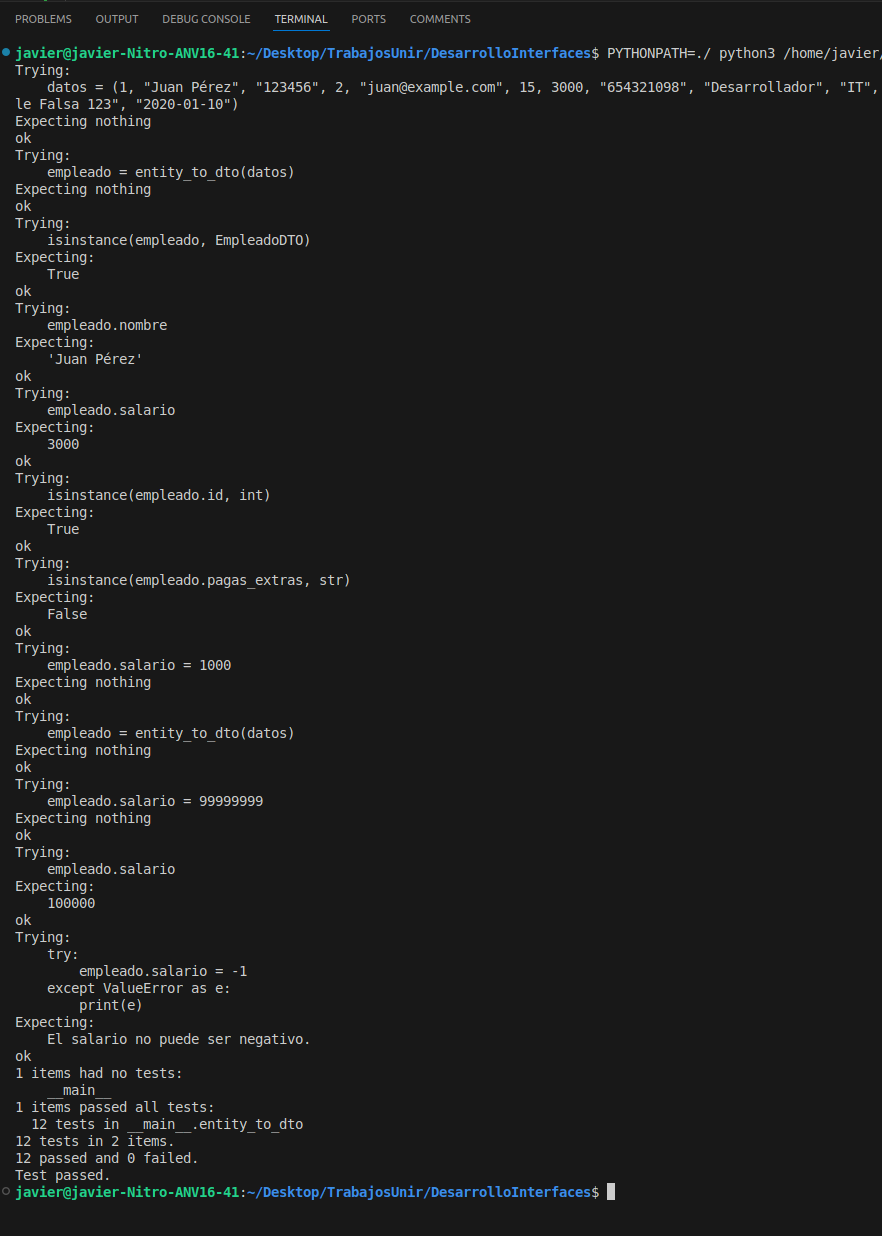 PROBLEMS OUTPUT DEBUG CONSOLE TERMINAL PORTS COMMENTS
javier@javier-Nitro-ANV16-41:~/Desktop/TrabajosUnir/DesarrolloInterfaces$ PYTHONPATH=./ python3 /home/javier/
Trying:
    datos = (1, "Juan Pérez", "123456", 2, "juan@example.com", 15, 3000, "654321098", "Desarrollador", "IT",
le Falsa 123", "2020-01-10")
Expecting nothing
ok
Trying:
    empleado = entity_to_dto(datos)
Expecting nothing
ok
Trying:
    isinstance(empleado, EmpleadoDTO)
Expecting:
    True
ok
Trying:
    empleado.nombre
Expecting:
    'Juan Pérez'
ok
Trying:
    empleado.salario
Expecting:
    3000
ok
Trying:
    isinstance(empleado.id, int)
Expecting:
    True
ok
Trying:
    isinstance(empleado.pagas_extras, str)
Expecting:
    False
ok
Trying:
    empleado.salario = 1000
Expecting nothing
ok
Trying:
    empleado = entity_to_dto(datos)
Expecting nothing
ok
Trying:
    empleado.salario = 99999999
Expecting nothing
ok
Trying:
    empleado.salario
Expecting:
    100000
ok
Trying:
    try:
        empleado.salario = -1
    except ValueError as e:
        print(e)
Expecting:
    El salario no puede ser negativo.
ok
1 items had no tests:
    __main__
1 items passed all tests:
  12 tests in __main__.entity_to_dto
12 tests in 2 items.
12 passed and 0 failed.
Test passed.
javier@javier-Nitro-ANV16-41:~/Desktop/TrabajosUnir/DesarrolloInterfaces$